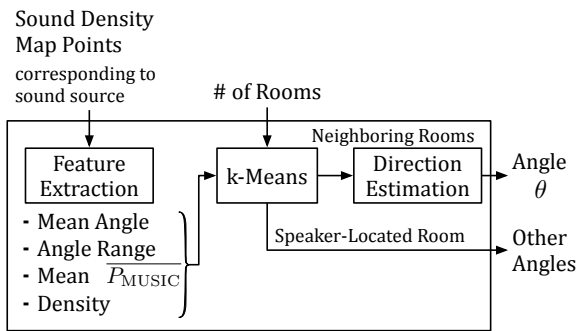 Sound Density
Map Points
corresponding to
sound source
# of Rooms
Neighboring Rooms
Feature
Extraction
k-Means
Direction
Estimation
Angle
θ
- Mean Angle
- Angle Range
- Mean P_MUSIC
- Density
Speaker-Located Room
Other
Angles